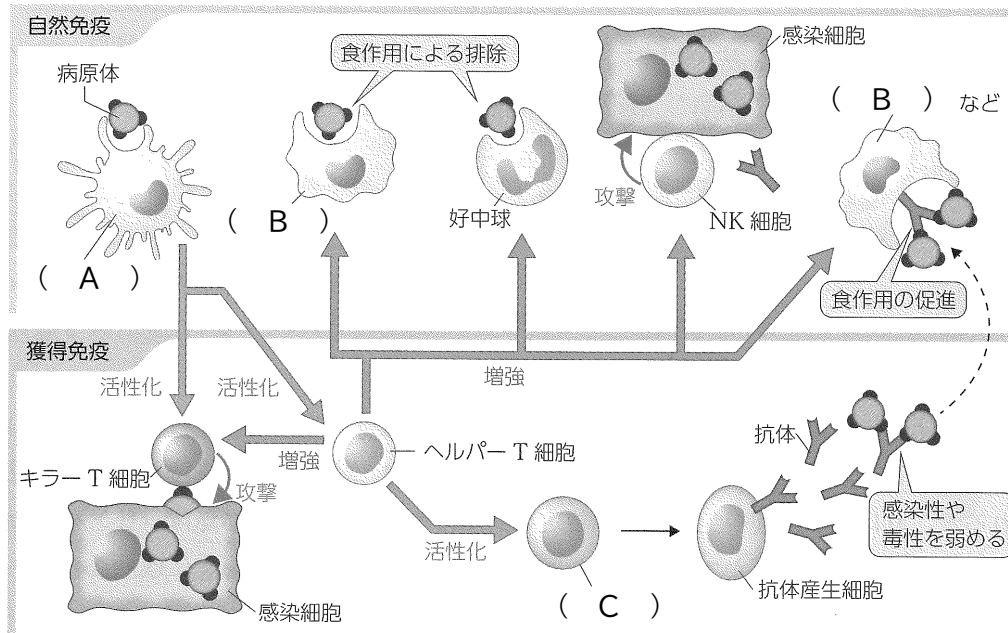 自然免疫
病原体
食作用による排除
感染細胞
( B ) など
攻撃
NK 細胞
( B )
好中球
( A )
食作用の促進
獲得免疫
活性化
活性化
増強
抗体
キラーT 細胞
増強
ヘルパーT 細胞
攻撃
感染性や
毒性を弱める
活性化
抗体産生細胞
感染細胞
( C )